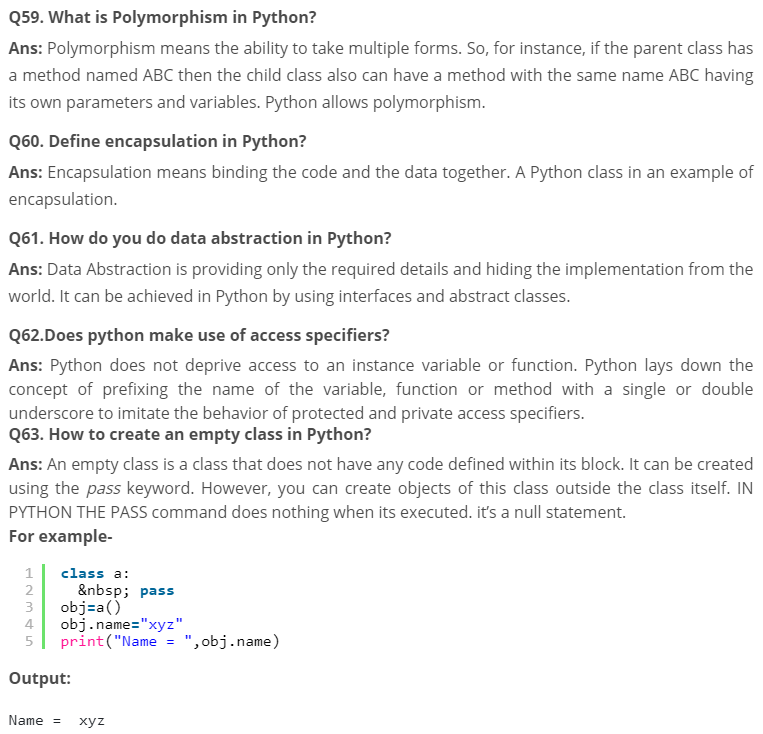 Q59. What is Polymorphism in Python?
Ans: Polymorphism means the ability to take multiple forms. So, for instance, if the parent class has
a method named ABC then the child class also can have a method with the same name ABC having
its own parameters and variables. Python allows polymorphism.
Q60. Define encapsulation in Python?
Ans: Encapsulation means binding the code and the data together. A Python class in an example of
encapsulation.
Q61. How do you do data abstraction in Python?
Ans: Data Abstraction is providing only the required details and hiding the implementation from the
world. It can be achieved in Python by using interfaces and abstract classes.
Q62.Does python make use of access specifiers?
Ans: Python does not deprive access to an instance variable or function. Python lays down the
concept of prefixing the name of the variable, function or method with a single or double
underscore to imitate the behavior of protected and private access specifiers.
Q63. How to create an empty class in Python?
Ans: An empty class is a class that does not have any code defined within its block. It can be created
using the pass keyword. However, you can create objects of this class outside the class itself. IN
PYTHON THE PASS command does nothing when its executed. it's a null statement.
For example-
1 class a:
2   &nbsp; pass
3 obj=a()
4 obj.name="xyz"
5 print("Name = ",obj.name)
Output:
Name =  xyz